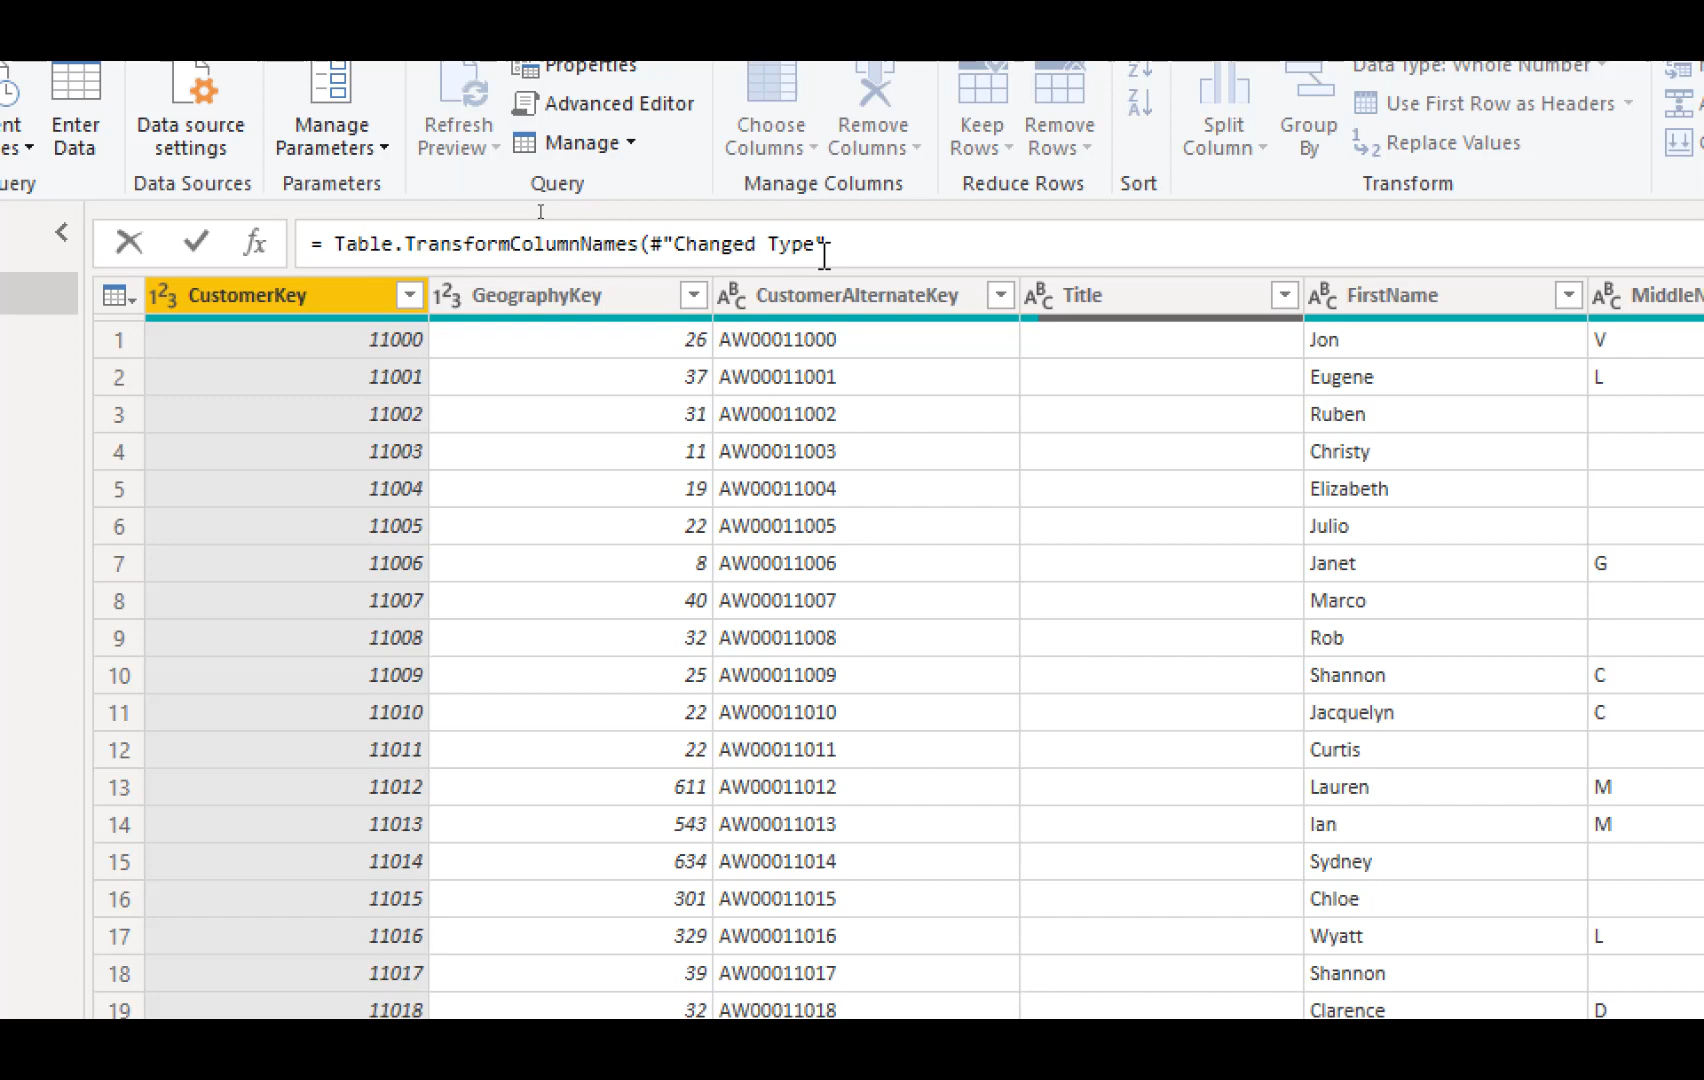 Properties
Data Type: Whole Number
Advanced Editor
Use First Row as Headers
ent
Enter
Data source
Manage
Refresh
Choose
Remove
Keep
Remove
Split
Group
es
Data
settings
Parameters
Preview
Manage
Columns
Columns
Rows
Rows
Column
By
Replace Values
uery
Data Sources
Parameters
Query
Manage Columns
Reduce Rows
Sort
Transform
fx = Table.TransformColumnNames(#"Changed Type"
123 CustomerKey 123 GeographyKey ABC CustomerAlternateKey ABC Title ABC FirstName ABC MiddleN
1 11000 26 AW00011000 Jon V
2 11001 37 AW00011001 Eugene L
3 11002 31 AW00011002 Ruben
4 11003 11 AW00011003 Christy
5 11004 19 AW00011004 Elizabeth
6 11005 22 AW00011005 Julio
7 11006 8 AW00011006 Janet G
8 11007 40 AW00011007 Marco
9 11008 32 AW00011008 Rob
10 11009 25 AW00011009 Shannon C
11 11010 22 AW00011010 Jacquelyn C
12 11011 22 AW00011011 Curtis
13 11012 611 AW00011012 Lauren M
14 11013 543 AW00011013 Ian M
15 11014 634 AW00011014 Sydney
16 11015 301 AW00011015 Chloe
17 11016 329 AW00011016 Wyatt L
18 11017 39 AW00011017 Shannon
19 11018 32 AW00011018 Clarence D